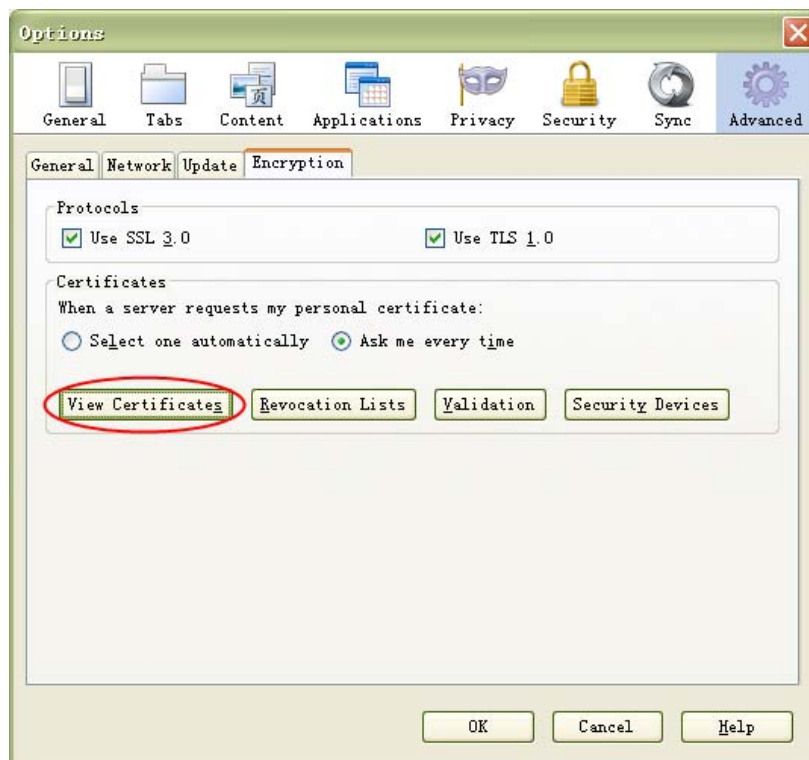 Options
页
General Tabs Content Applications Privacy Security Sync Advanced
General Network Update Encryption
Protocols
Use SSL 3.0 Use TLS 1.0
Certificates
When a server requests my personal certificate:
Select one automatically Ask me every time
View Certificates Revocation Lists Validation Security Devices
OK Cancel Help